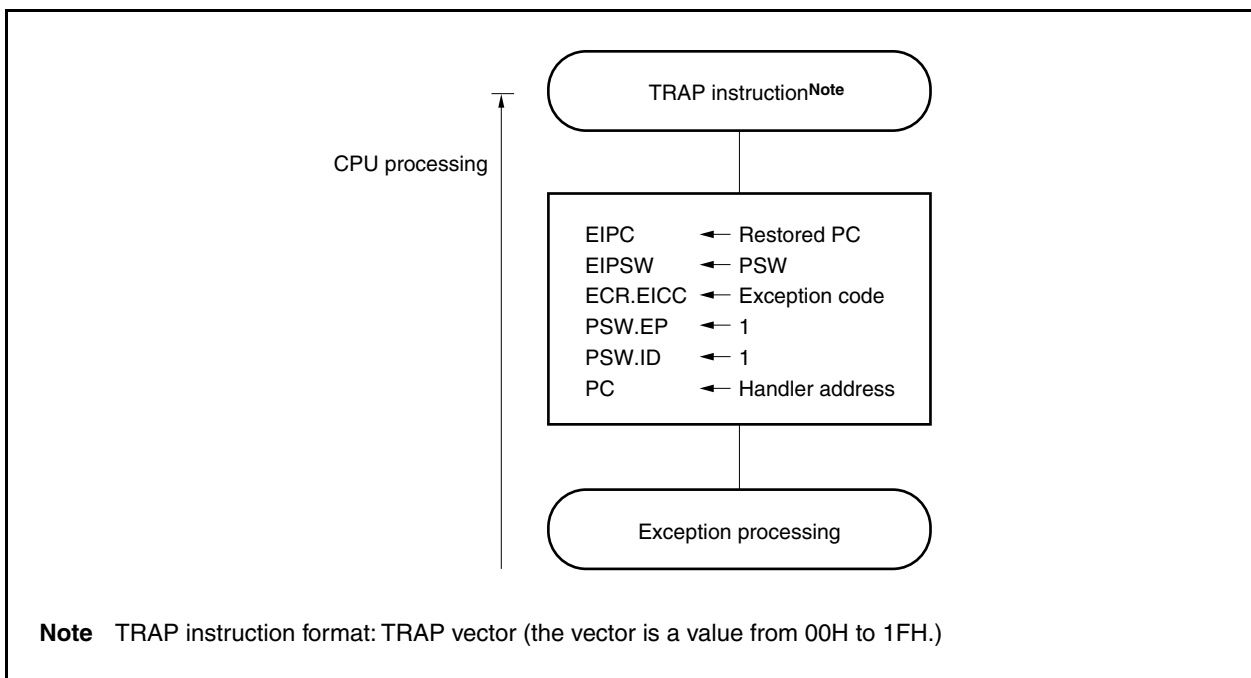 TRAP instructionNote
CPU processing
EIPC ← Restored PC
EIPSW ← PSW
ECR.EICC ← Exception code
PSW.EP ← 1
PSW.ID ← 1
PC ← Handler address
Exception processing
Note TRAP instruction format: TRAP vector (the vector is a value from 00H to 1FH.)